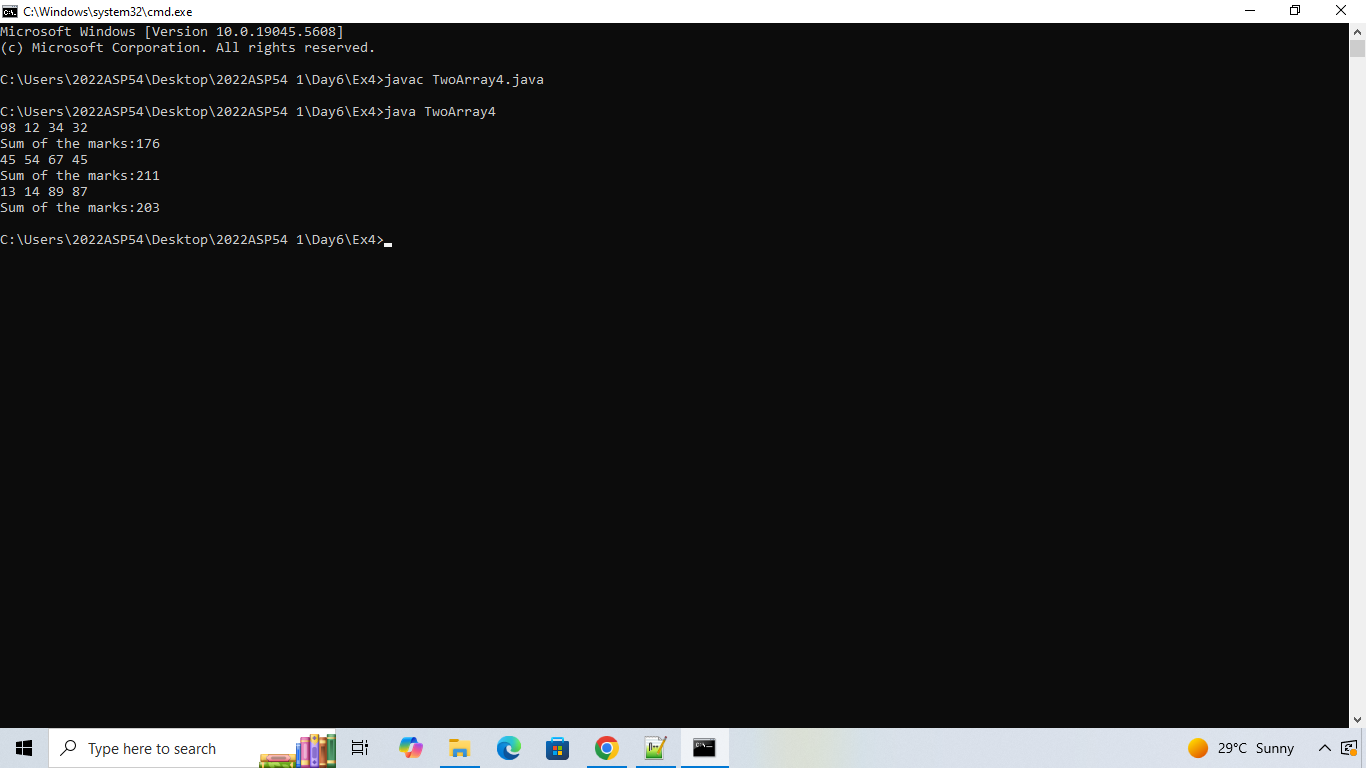 C:\Windows\system32\cmd.exe
Microsoft Windows [Version 10.0.19045.5608]
(c) Microsoft Corporation. All rights reserved.
C:\Users\2022ASP54\Desktop\2022ASP54 1\Day6\Ex4>javac TwoArray4.java
C:\Users\2022ASP54\Desktop\2022ASP54 1\Day6\Ex4>java TwoArray4
98 12 34 32
Sum of the marks:176
45 54 67 45
Sum of the marks:211
13 14 89 87
Sum of the marks:203
C:\Users\2022ASP54\Desktop\2022ASP54 1\Day6\Ex4>
Type here to search
29°C Sunny